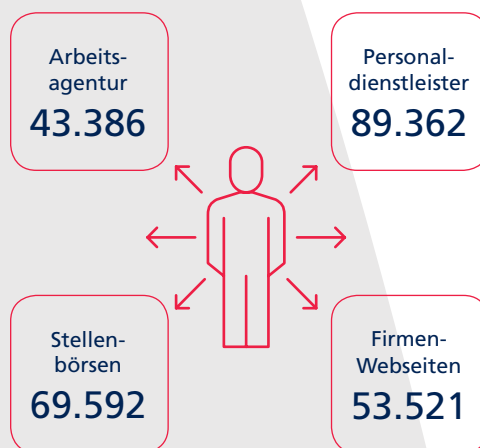 Arbeits-
agentur
43.386
Personal-
dienstleister
89.362
Stellen-
börsen
69.592
Firmen-
Webseiten
53.521